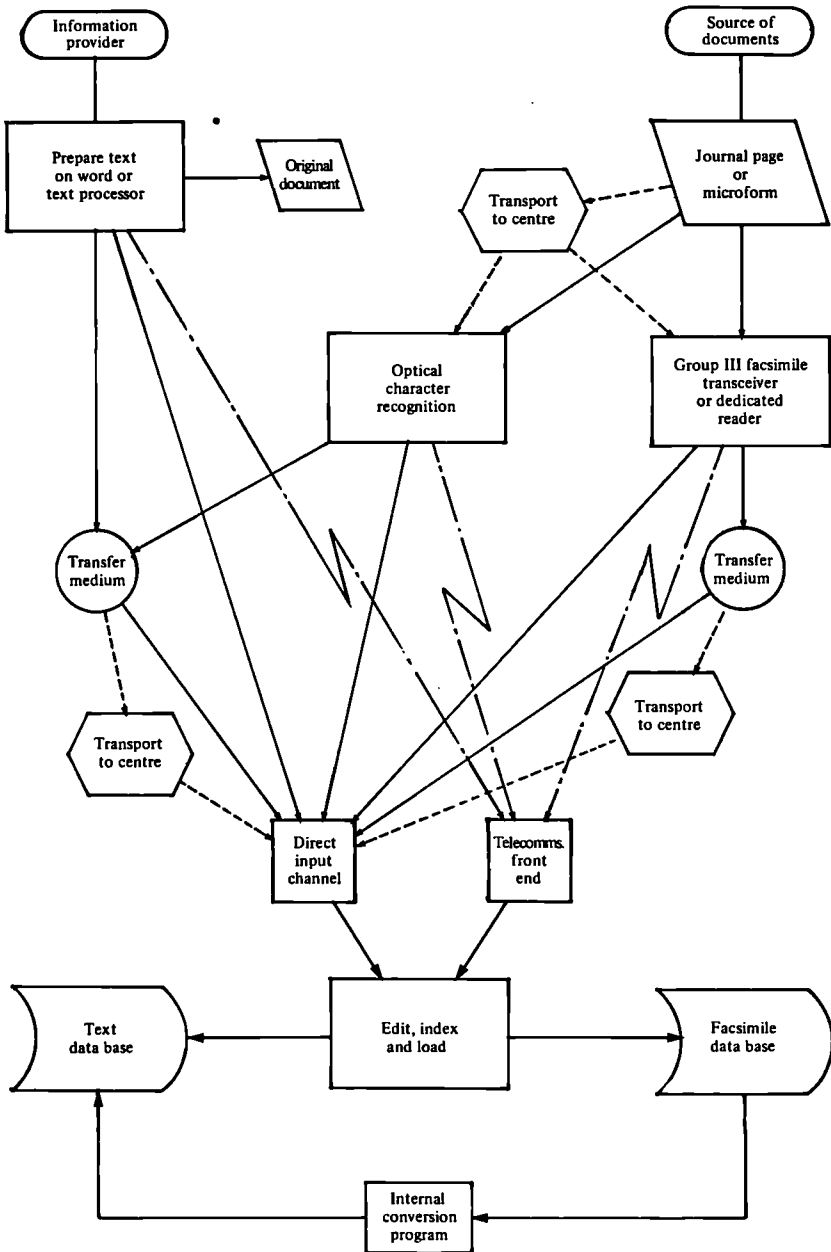 Information
provider
Source of
documents
Prepare text
on word or
text processor
Original
document
Journal page
or
microform
Transport
to centre
Optical
character
recognition
Group III facsimile
transceiver
or dedicated
reader
Transfer
medium
Transfer
medium
Transport
to centre
Transport
to centre
Direct
input
channel
Telecomms.
front
end
Text
data base
Edit, index
and load
Facsimile
data base
Internal
conversion
program